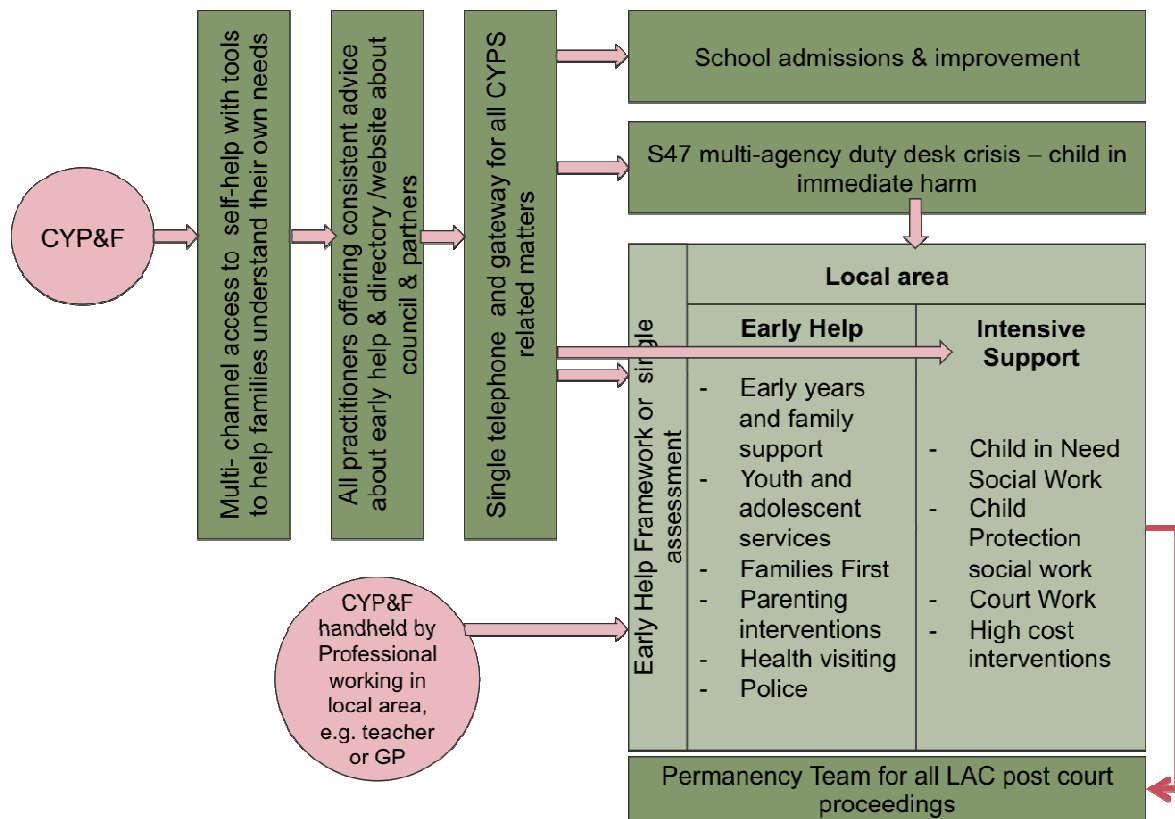 CYP&F
Multi- channel access to self-help with tools
to help families understand their own needs
All practitioners offering consistent advice
about early help & directory /website about
council & partners
Single telephone and gateway for all CYPS
related matters
School admissions & improvement
S47 multi-agency duty desk crisis – child in
immediate harm
Early Help Framework or single
assessment
Local area
Early Help
- Early years
and family
support
- Youth and
adolescent
services
- Families First
- Parenting
interventions
- Health visiting
- Police
Intensive
Support
- Child in Need
Social Work
- Child
Protection
social work
- Court Work
- High cost
interventions
CYP&F
handheld by
Professional
working in
local area,
e.g. teacher
or GP
Permanency Team for all LAC post court
proceedings